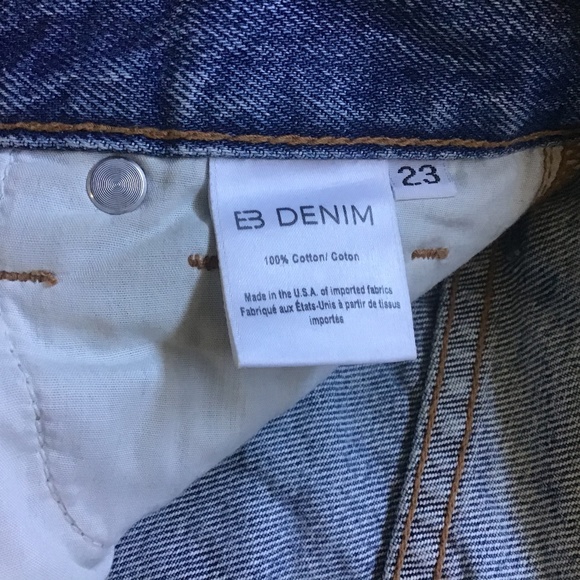 23
EB DENIM
100% Cotton/ Coton
Made in the U.S.A. of imported fabrics
Fabriqué aux États-Unis à partir de tissus
importés